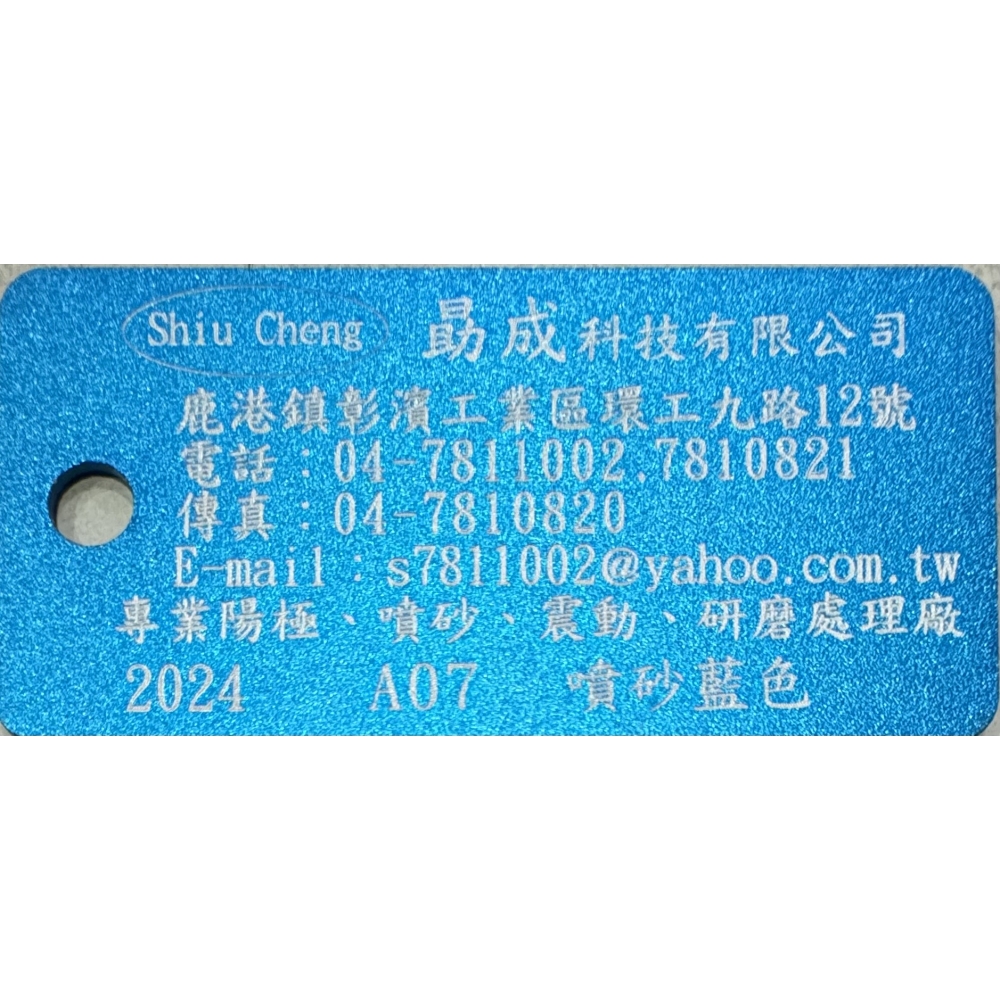 Shiu Cheng 勗成科技有限公司
鹿港鎮彰濱工業區環工九路12號
電話：04-7811002.7810821
傳真：04-7810820
E-mail：s7811002@yahoo.com.tw
專業陽極、噴砂、震動、研磨處理廠
2024 A07 噴砂藍色